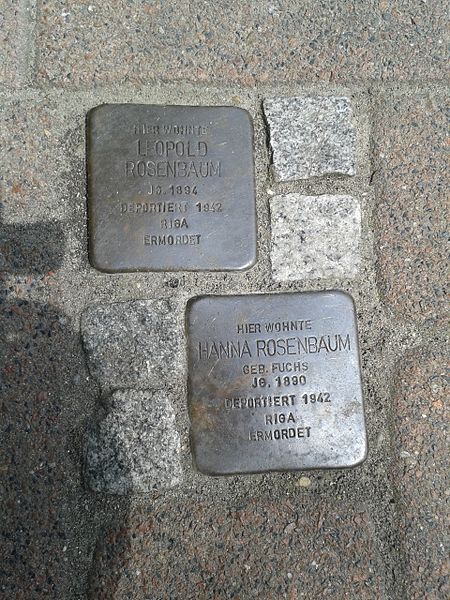 HIER WOHNTE
LEOPOLD
ROSENBAUM
JG. 1894
DEPORTIERT 1942
RIGA
ERMORDET
HIER WOHNTE
HANNA ROSENBAUM
GEB. FUCHS
JG. 1890
DEPORTIERT 1942
RIGA
ERMORDET